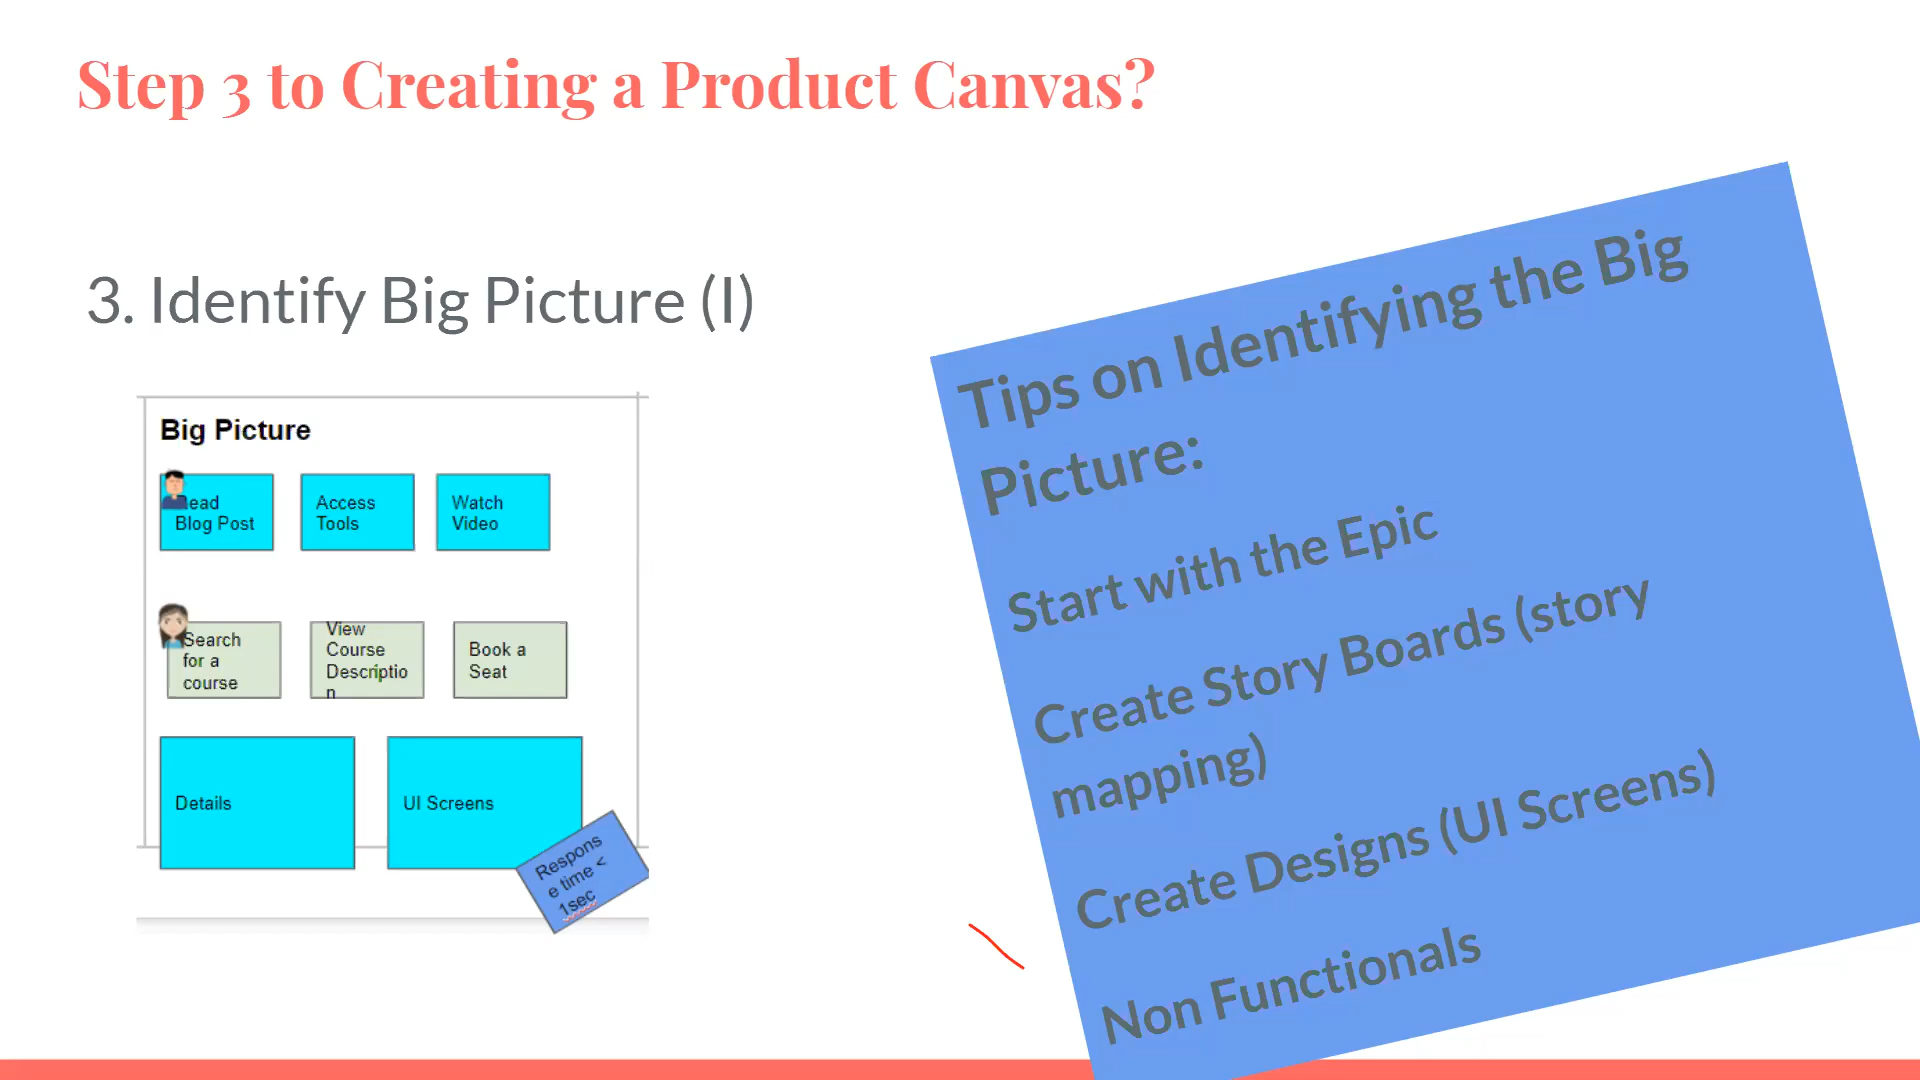 Step 3 to Creating a Product Canvas?
3. Identify Big Picture (I)
Big Picture
ead
Blog Post
Access
Tools
Watch
Video
Search
for a
course
View
Course
Descriptio
n
Book a
Seat
Details
UI Screens
Respons
e time <
1sec
Tips on Identifying the Big
Picture:
Start with the Epic
Create Story Boards (story
mapping)
Create Designs (UI Screens)
Non Functionals